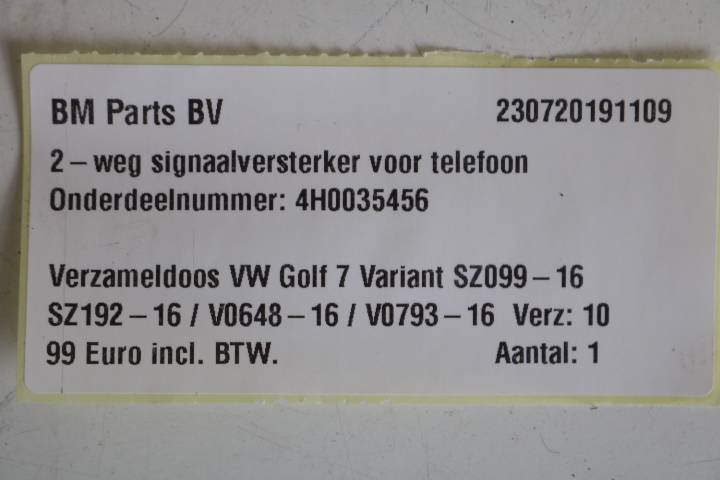 BM Parts BV 230720191109
2-weg signaalversterker voor telefoon
Onderdeelnummer: 4H0035456
Verzameldoos VW Golf 7 Variant SZ099-16
SZ192-16 / V0648-16 / V0793-16 Verz: 10
99 Euro incl. BTW. Aantal: 1